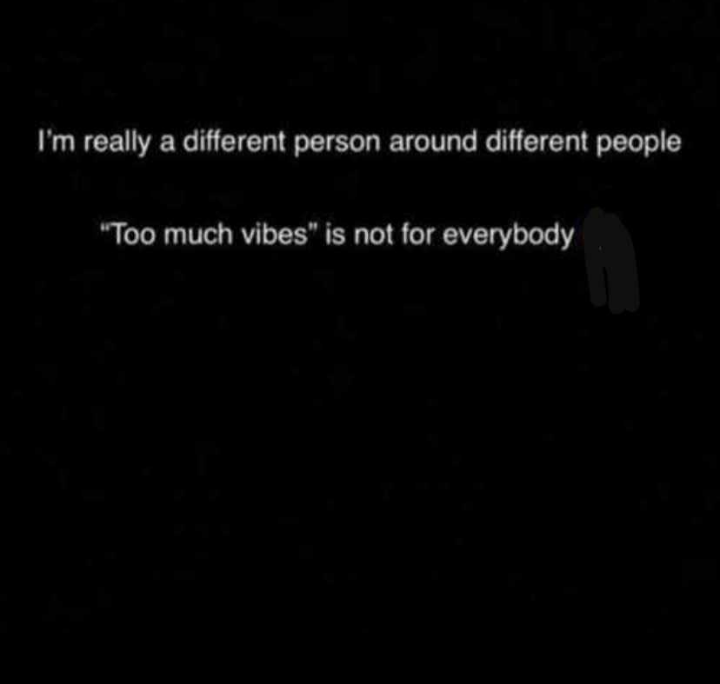 I'm really a different person around different people
“Too much vibes” is not for everybody